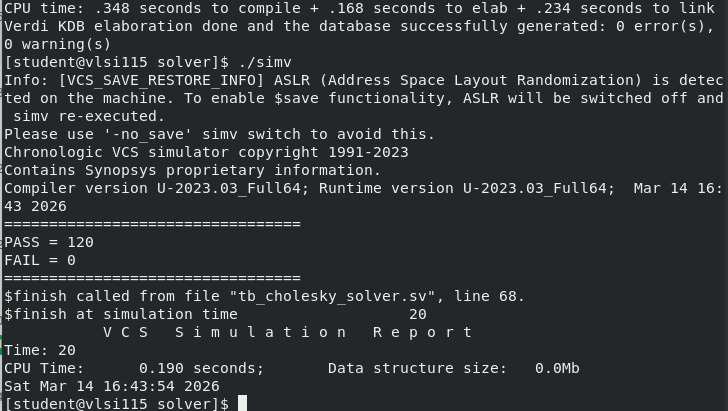 CPU time: .348 seconds to compile + .168 seconds to elab + .234 seconds to link
Verdi KDB elaboration done and the database successfully generated: 0 error(s),
0 warning(s)
[student@vlsi115 solver]$ ./simv
Info: [VCS_SAVE_RESTORE_INFO] ASLR (Address Space Layout Randomization) is detec
ted on the machine. To enable $save functionality, ASLR will be switched off and
 simv re-executed.
Please use '-no_save' simv switch to avoid this.
Chronologic VCS simulator copyright 1991-2023
Contains Synopsys proprietary information.
Compiler version U-2023.03_Full64; Runtime version U-2023.03_Full64;  Mar 14 16:
43 2026
=================================
PASS = 120
FAIL = 0
=================================
$finish called from file "tb_cholesky_solver.sv", line 68.
$finish at simulation time                   20
           V C S   S i m u l a t i o n   R e p o r t
Time: 20
CPU Time:      0.190 seconds;       Data structure size:   0.0Mb
Sat Mar 14 16:43:54 2026
[student@vlsi115 solver]$